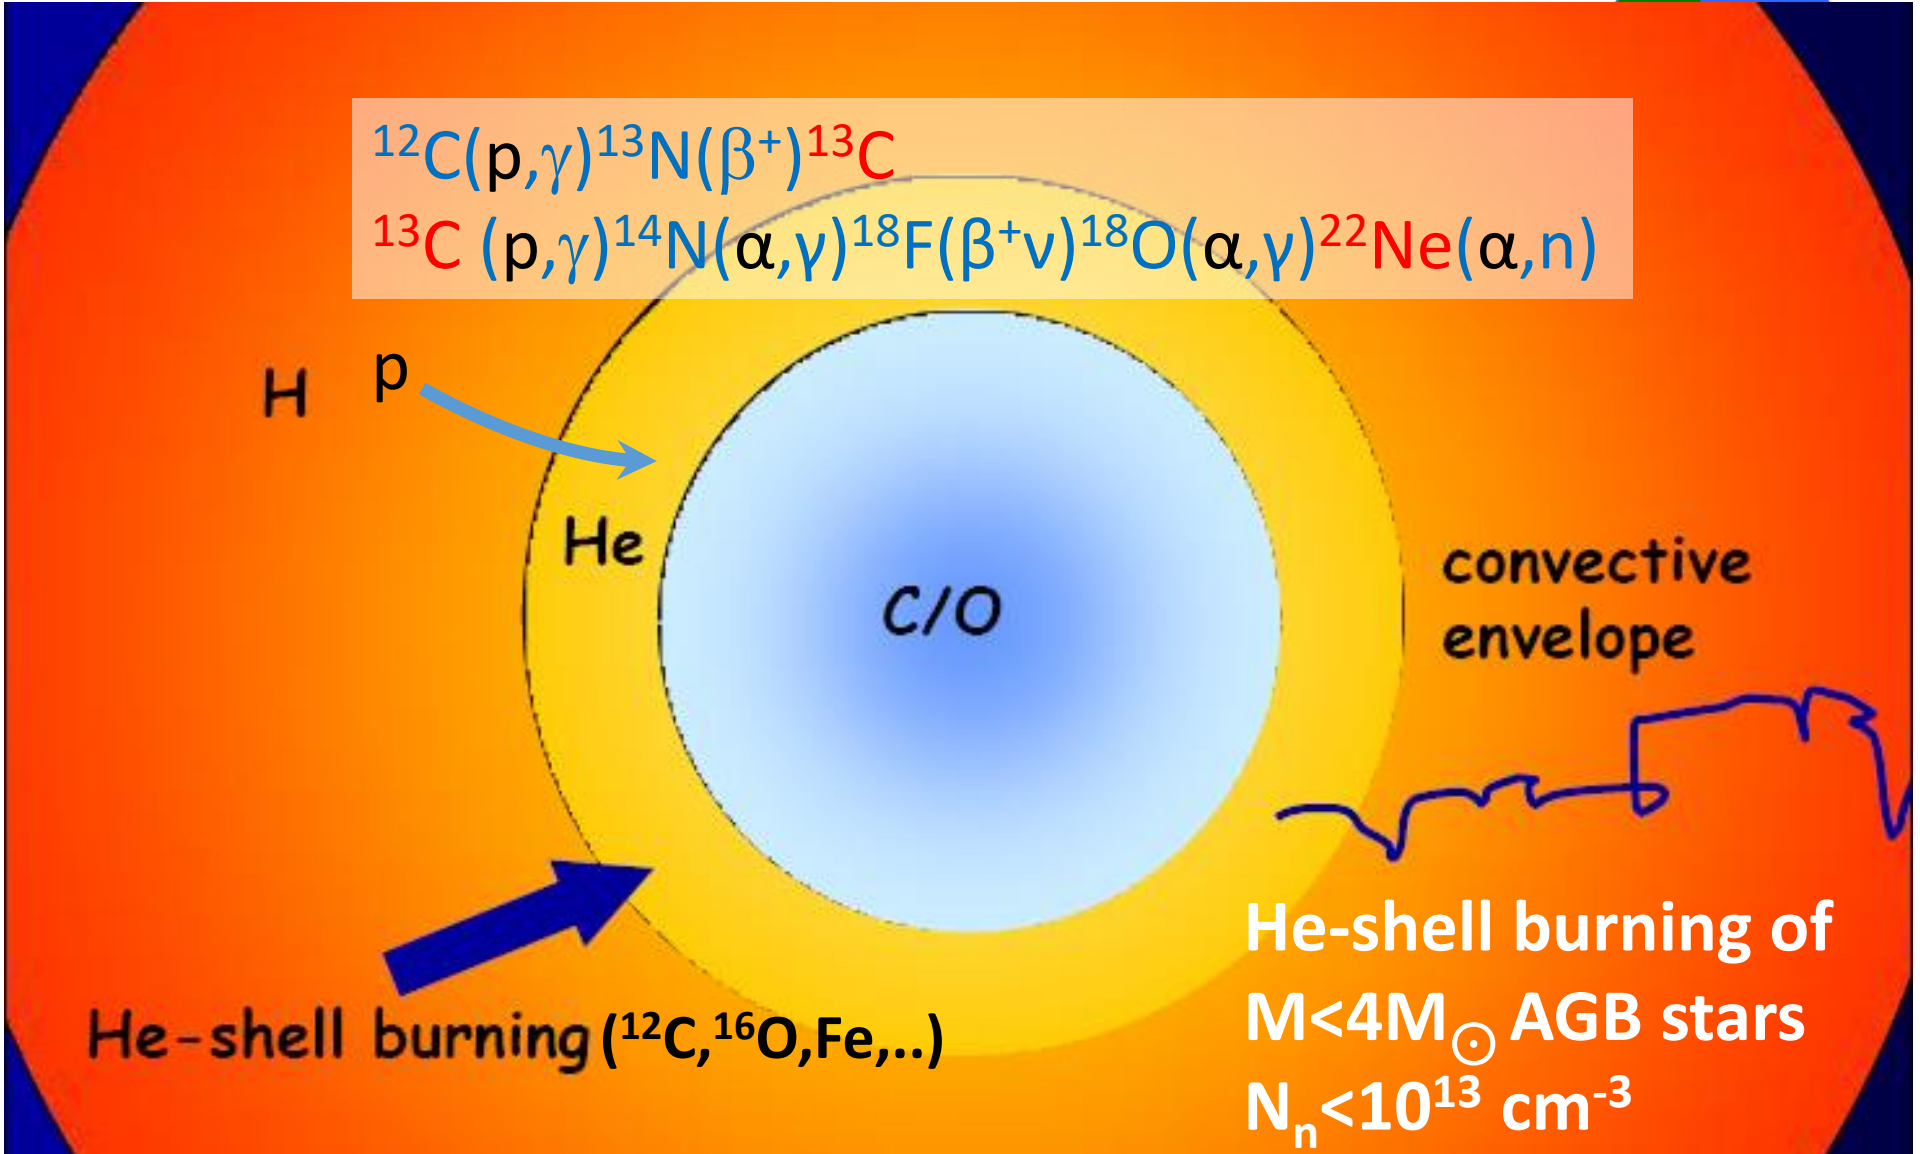 ¹²C(p,γ)¹³N(β⁺)¹³C
¹³C (p,γ)¹⁴N(α,γ)¹⁸F(β⁺ν)¹⁸O(α,γ)²²Ne(α,n)
H p
He
C/O
convective
envelope
He-shell burning (¹²C,¹⁶O,Fe,..)
He-shell burning of
M<4M☉ AGB stars
Nₙ<10¹³ cm⁻³